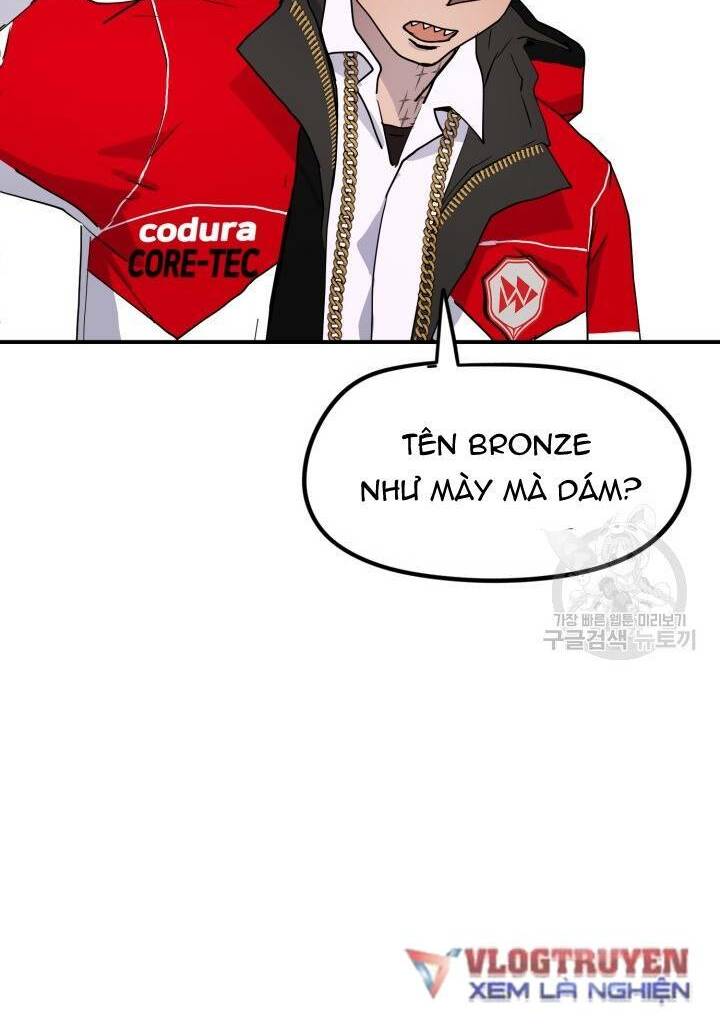 codura
CORE-TEC
TÊN BRONZE
NHƯ MÀY MÀ DÁM?
가장 빠른 웹툰 미리보기
구글검색 뉴토끼
VLOGTRUYEN
XEM LÀ NGHIỆN